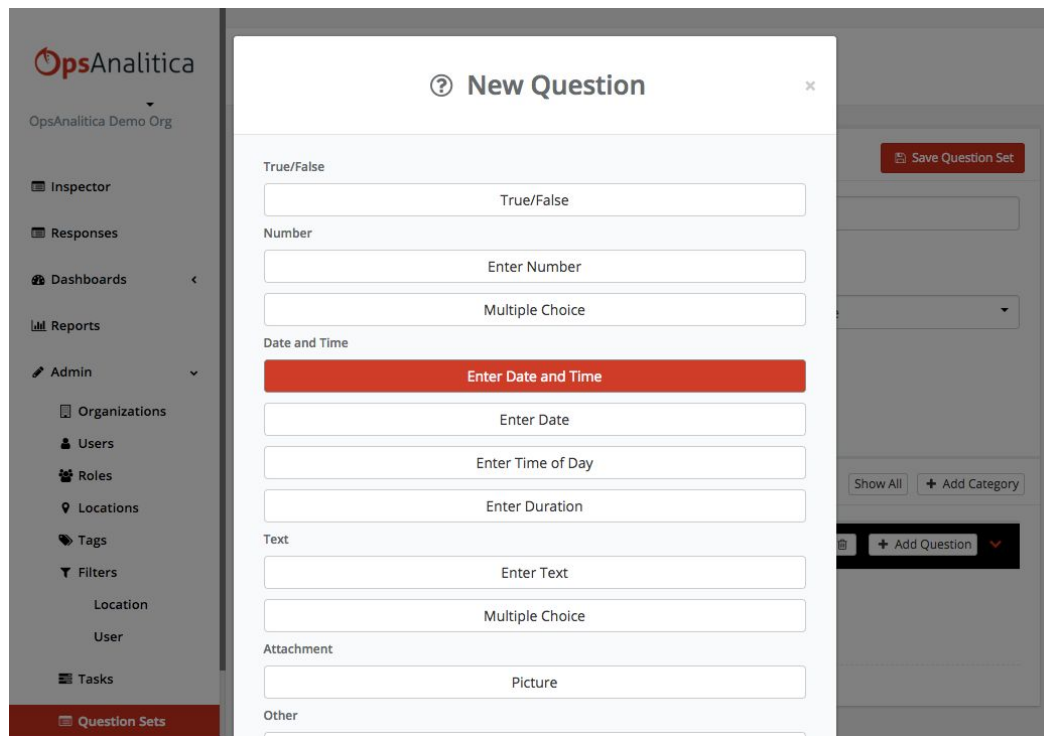 OpsAnalitica
OpsAnalitica Demo Org
Inspector
Responses
Dashboards
Reports
Admin
Organizations
Users
Roles
Locations
Tags
Filters
Location
User
Tasks
Question Sets
New Question
×
True/False
True/False
Number
Enter Number
Multiple Choice
Date and Time
Enter Date and Time
Enter Date
Enter Time of Day
Enter Duration
Text
Enter Text
Multiple Choice
Attachment
Picture
Other
Save Question Set
Show All
+ Add Category
+ Add Question